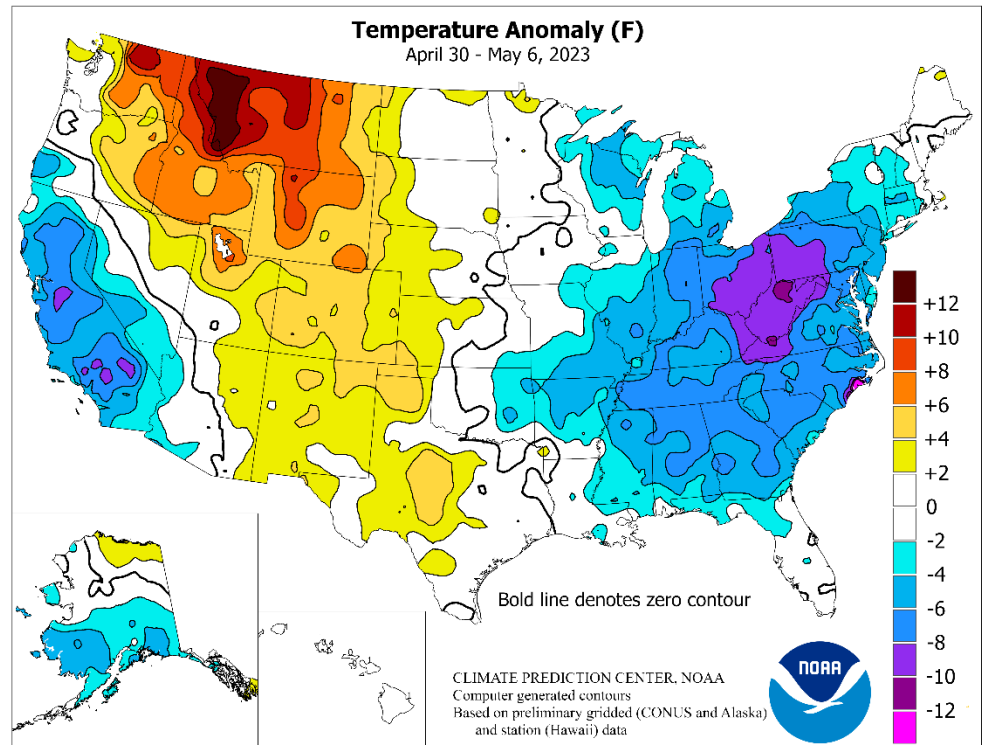 Temperature Anomaly (F)
April 30 - May 6, 2023
+12
+10
+8
+6
+4
+2
0
-2
-4
-6
-8
-10
-12
Bold line denotes zero contour
CLIMATE PREDICTION CENTER, NOAA
Computer generated contours
Based on preliminary gridded (CONUS and Alaska)
and station (Hawaii) data
NOAA